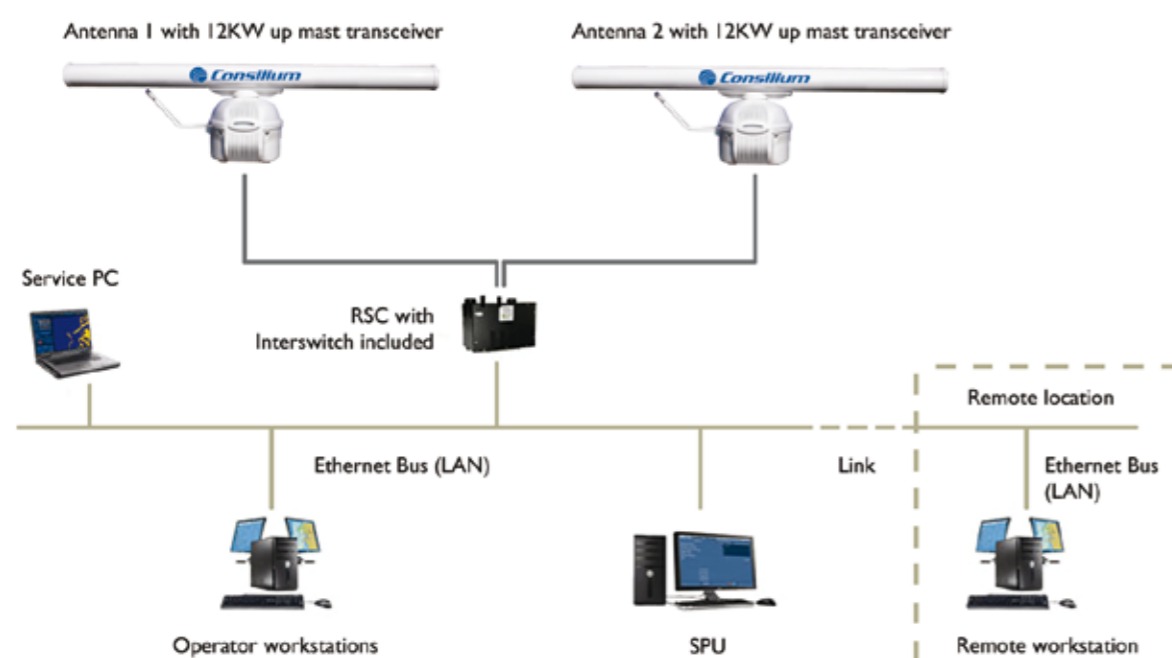 Antenna 1 with 12KW up mast transceiver
Antenna 2 with 12KW up mast transceiver
Consilium
Consilium
Service PC
RSC with
Interswitch included
Remote location
Ethernet Bus (LAN)
Link
Ethernet Bus
(LAN)
Operator workstations
SPU
Remote workstation